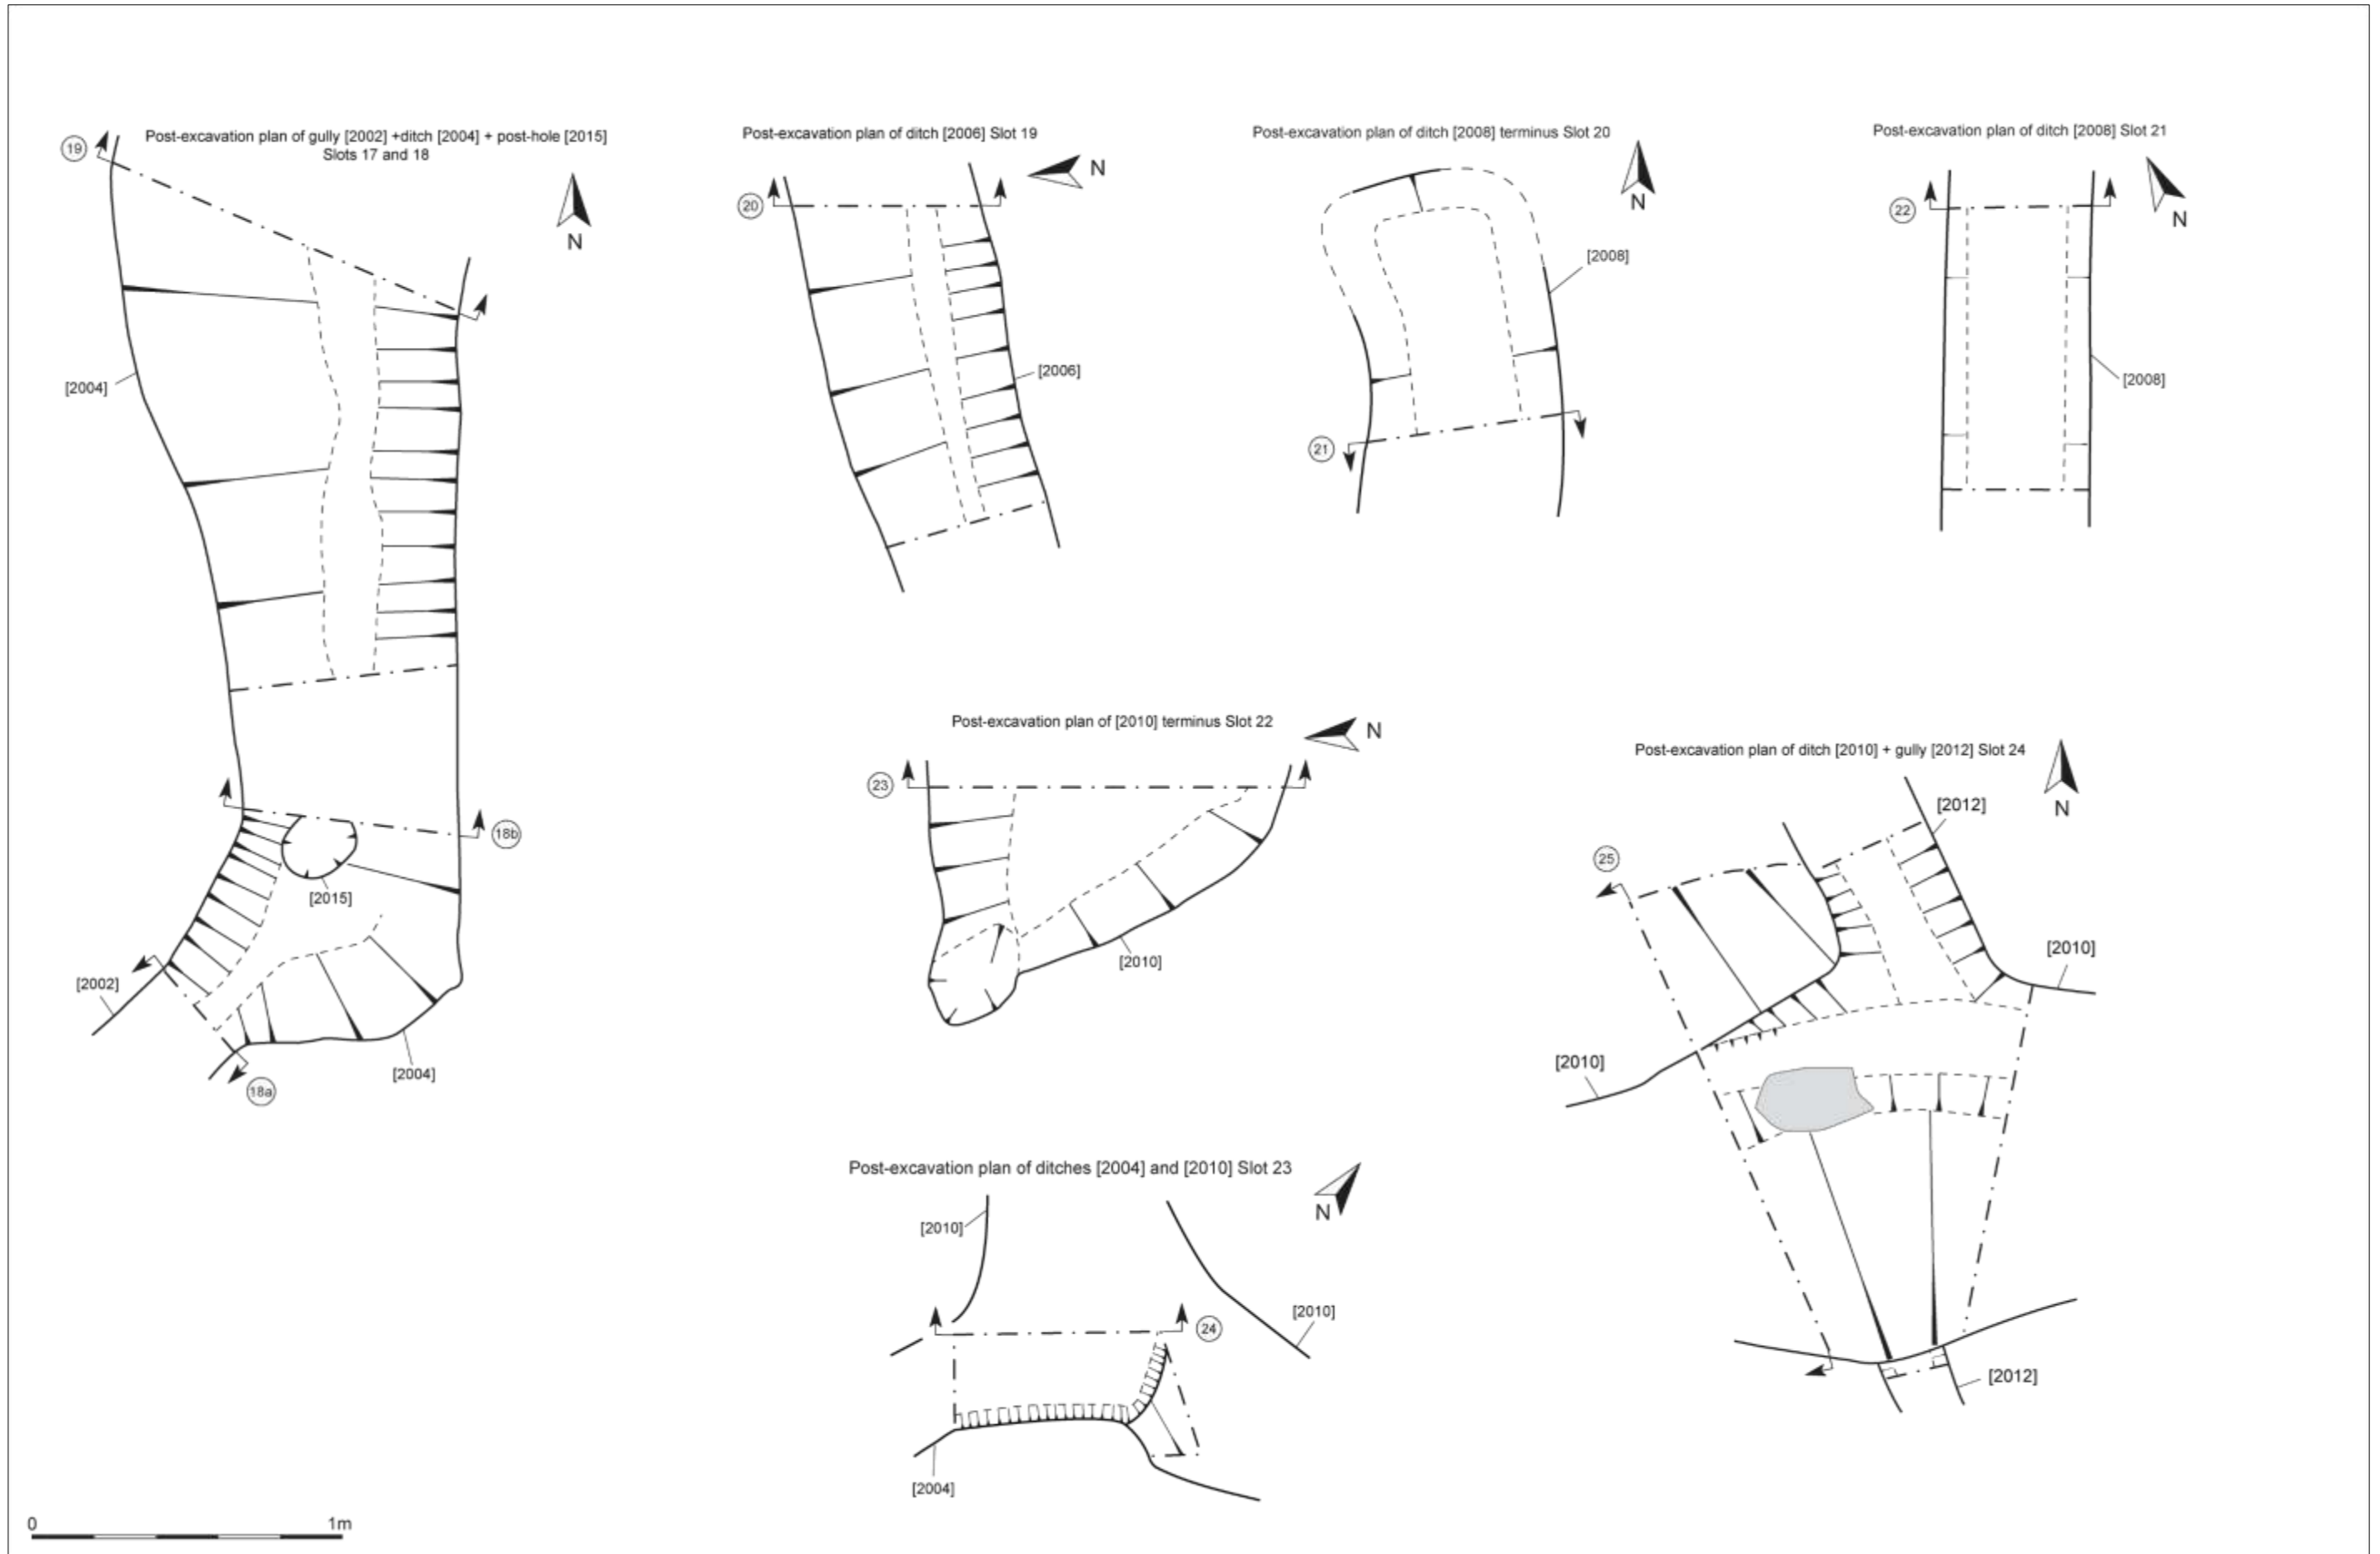 Post-excavation plan of gully [2002] +ditch [2004] + post-hole [2015]
Slots 17 and 18
19
N
[2004]
18b
[2015]
[2002]
[2004]
18a
Post-excavation plan of ditch [2006] Slot 19
N
20
[2006]
Post-excavation plan of ditch [2008] terminus Slot 20
N
[2008]
21
Post-excavation plan of ditch [2008] Slot 21
N
22
[2008]
Post-excavation plan of [2010] terminus Slot 22
N
23
[2010]
Post-excavation plan of ditch [2010] + gully [2012] Slot 24
N
[2012]
25
[2010]
[2010]
[2012]
Post-excavation plan of ditches [2004] and [2010] Slot 23
N
[2010]
[2010]
24
[2004]
0 1m